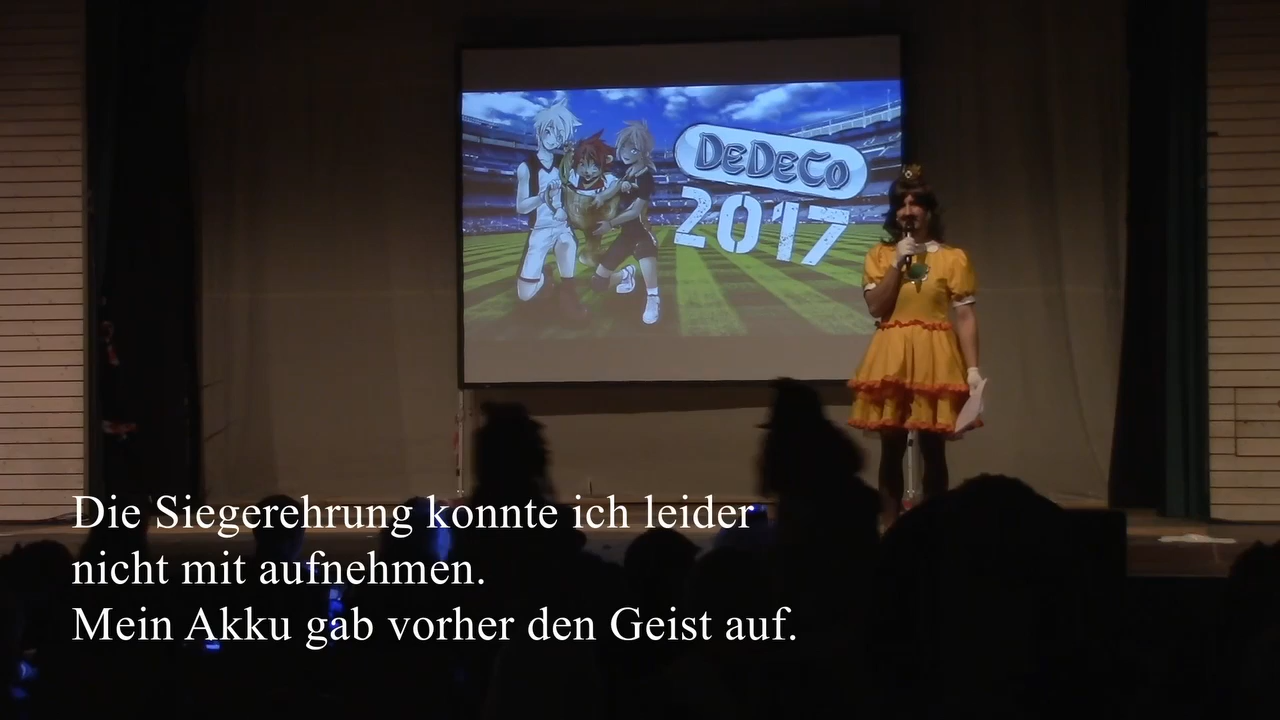 DeDeCo
2017
Die Siegerehrung konnte ich leider
nicht mit aufnehmen.
Mein Akku gab vorher den Geist auf.